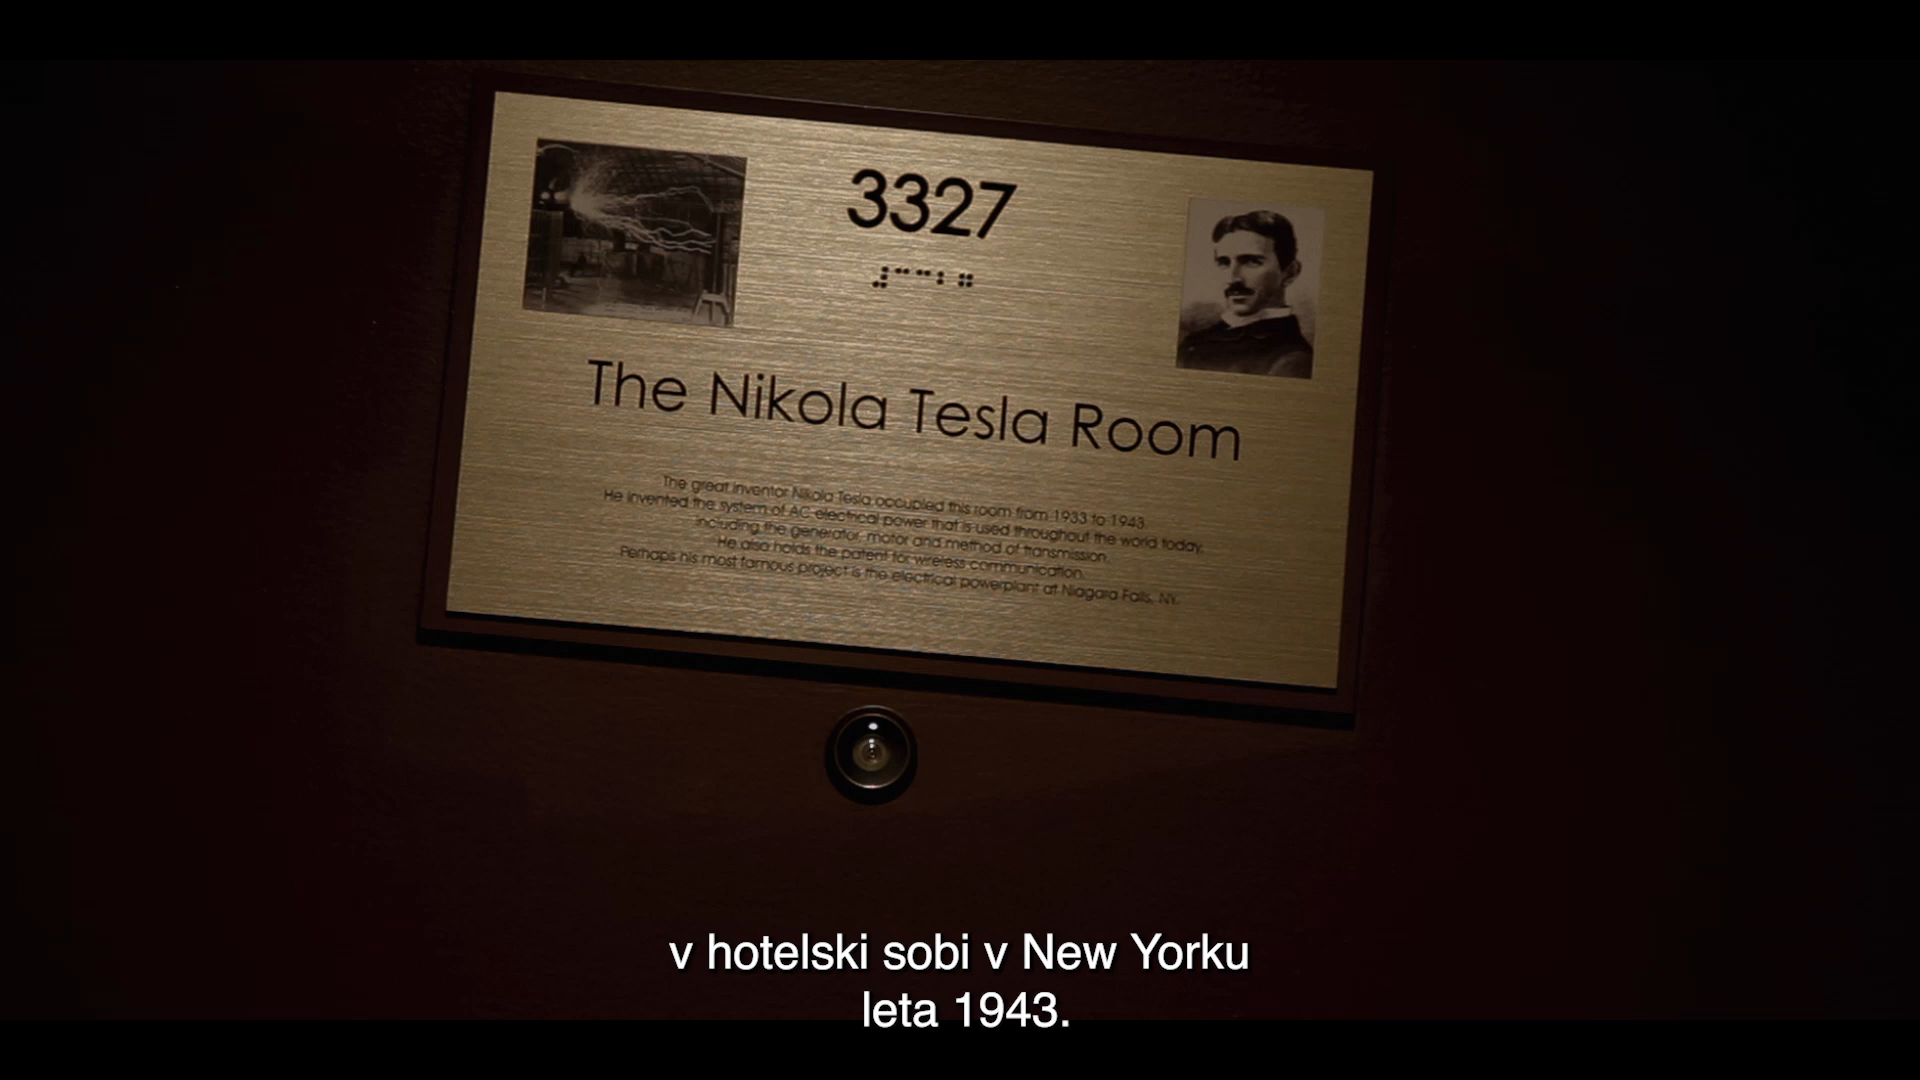 3327
⠼⠉⠉⠃⠛
The Nikola Tesla Room
The great inventor Nikola Tesla occupied this room from 1933 to 1943.
He invented the system of AC electrical power that is used throughout the world today,
including the generator, motor and method of transmission.
He also holds the patent for wireless communication.
Perhaps his most famous project is the electrical powerplant at Niagara Falls, NY.
v hotelski sobi v New Yorku
leta 1943.